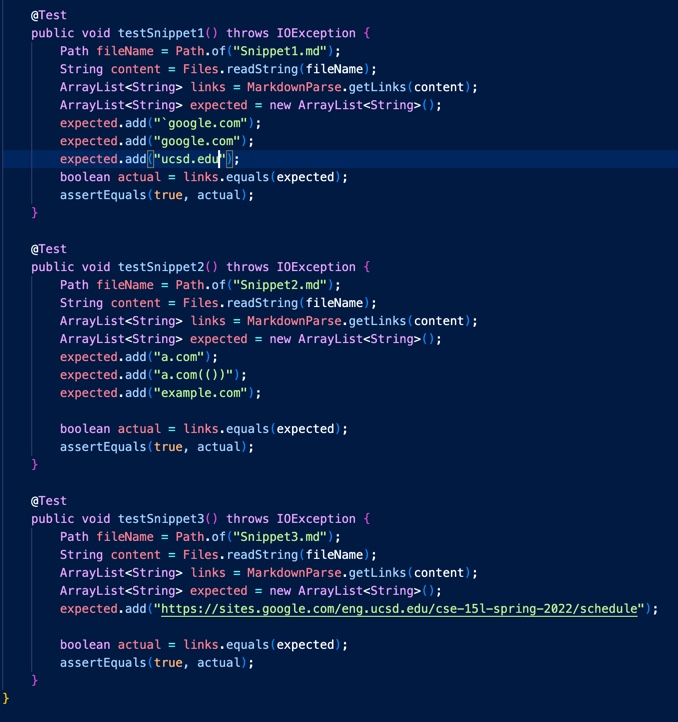 @Test
public void testSnippet1() throws IOException {
Path fileName = Path.of("Snippet1.md");
String content = Files.readString(fileName);
ArrayList<String> links = MarkdownParse.getLinks(content);
ArrayList<String> expected = new ArrayList<String>();
expected.add("`google.com");
expected.add("google.com");
expected.add("ucsd.edu");
boolean actual = links.equals(expected);
assertEquals(true, actual);
}
@Test
public void testSnippet2() throws IOException {
Path fileName = Path.of("Snippet2.md");
String content = Files.readString(fileName);
ArrayList<String> links = MarkdownParse.getLinks(content);
ArrayList<String> expected = new ArrayList<String>();
expected.add("a.com");
expected.add("a.com(())");
expected.add("example.com");
boolean actual = links.equals(expected);
assertEquals(true, actual);
}
@Test
public void testSnippet3() throws IOException {
Path fileName = Path.of("Snippet3.md");
String content = Files.readString(fileName);
ArrayList<String> links = MarkdownParse.getLinks(content);
ArrayList<String> expected = new ArrayList<String>();
expected.add("https://sites.google.com/eng.ucsd.edu/cse-15l-spring-2022/schedule");
boolean actual = links.equals(expected);
assertEquals(true, actual);
}
}